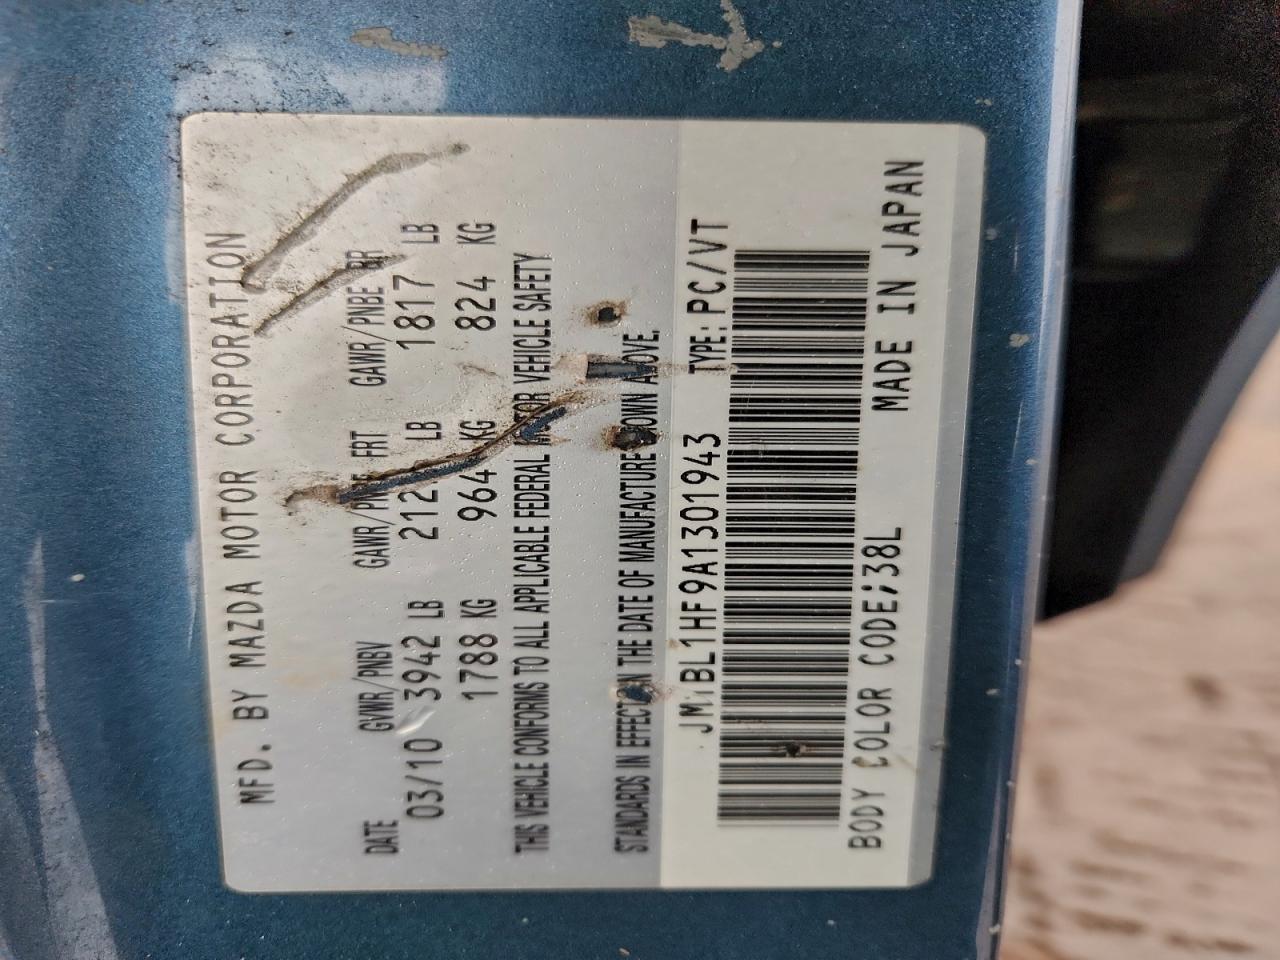 MFD. BY MAZDA MOTOR CORPORATION
DATE GVWR/PNBV GAWR/PNBE FRT GAWR/PNBE RR
03/10 3942 LB LB 1817 LB
1788 KG 964 KG 824 KG
THIS VEHICLE CONFORMS TO ALL APPLICABLE FEDERAL MOTOR VEHICLE SAFETY
STANDARDS IN EFFECT ON THE DATE OF MANUFACTURE SHOWN ABOVE.
JM1BL1HF9A1301943 TYPE: PC/VT
BODY COLOR CODE:38L MADE IN JAPAN